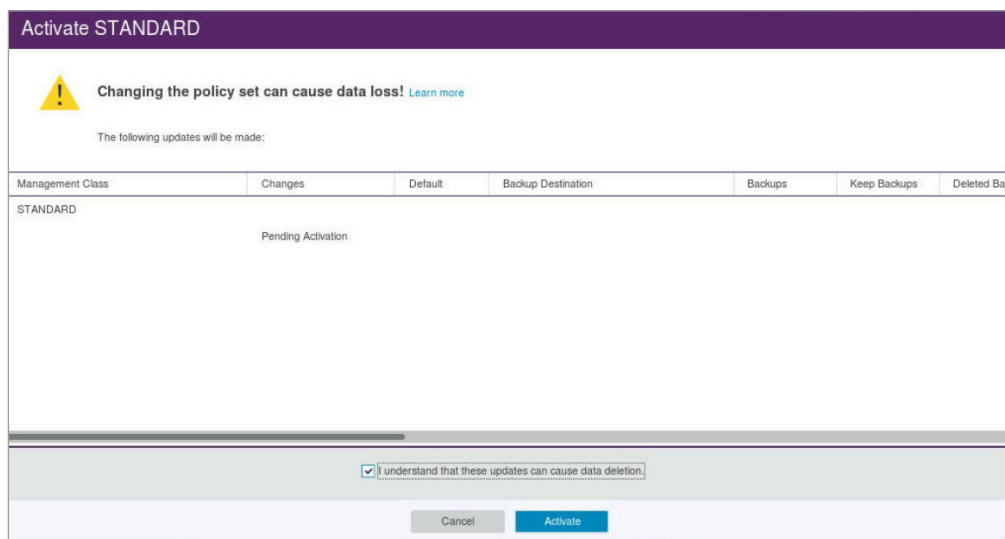 Activate STANDARD
Changing the policy set can cause data loss! Learn more
The following updates will be made:
Management Class Changes Default Backup Destination Backups Keep Backups Deleted Ba
STANDARD
Pending Activation
I understand that these updates can cause data deletion.
Cancel Activate